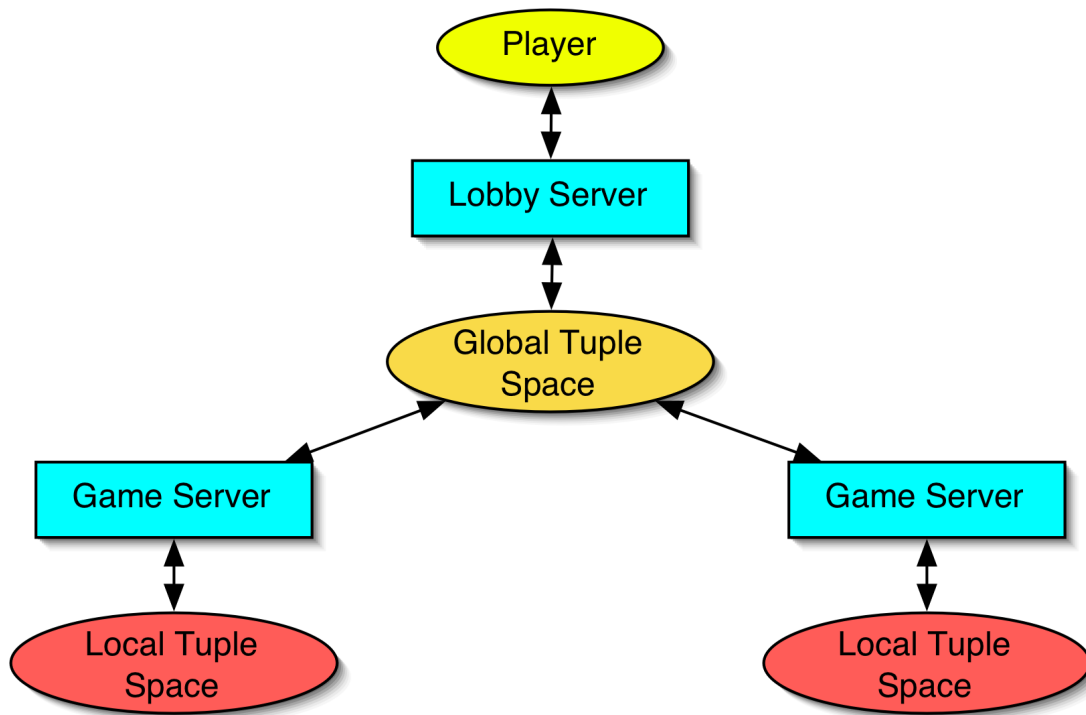 Player
Lobby Server
Global Tuple
Space
Game Server
Game Server
Local Tuple
Space
Local Tuple
Space